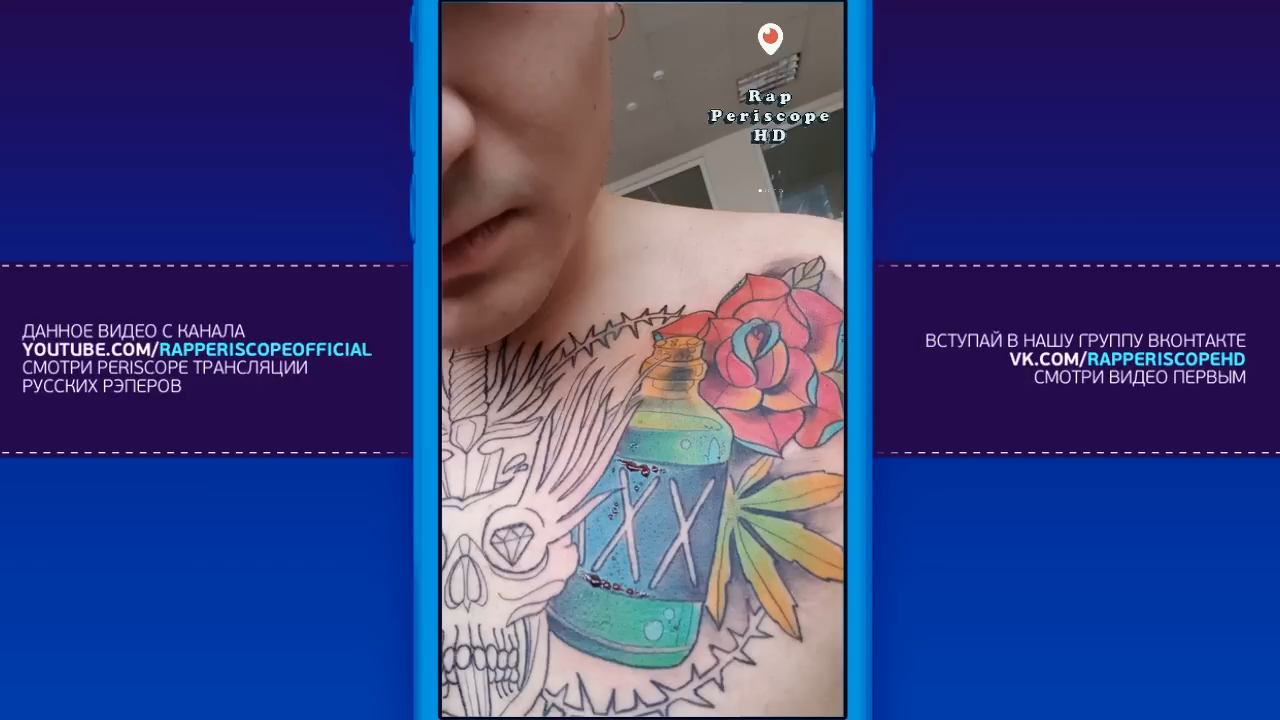 Rap
Periscope
HD
ДАННОЕ ВИДЕО С КАНАЛА
YOUTUBE.COM/RAPPERISCOPEOFFICIAL
СМОТРИ PERISCOPE ТРАНСЛЯЦИИ
РУССКИХ РЭПЕРОВ
ВСТУПАЙ В НАШУ ГРУППУ ВКОНТАКТЕ
VK.COM/RAPPERISCOPEHD
СМОТРИ ВИДЕО ПЕРВЫМ
XX